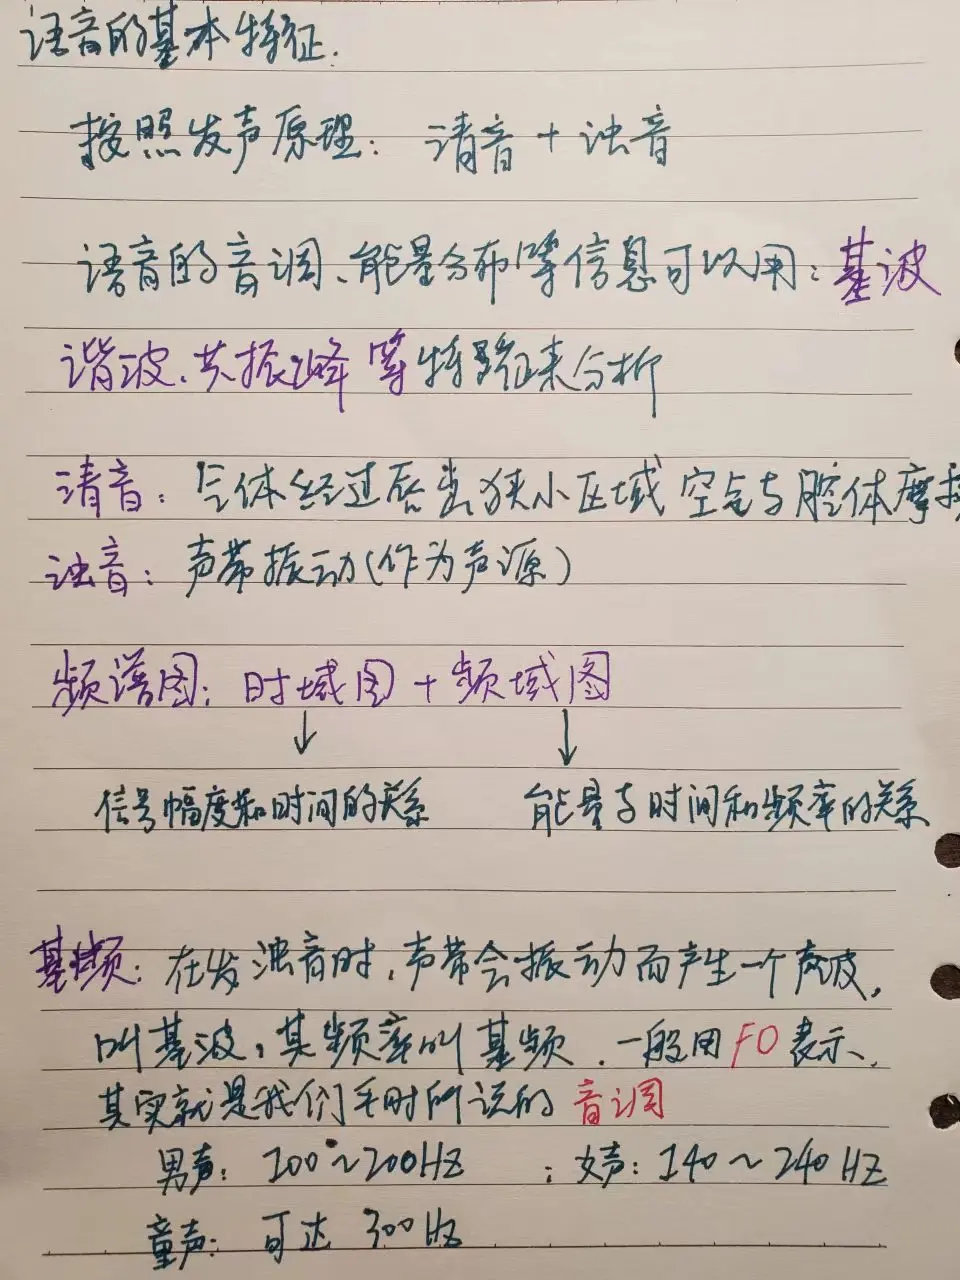 语音的基本特征.
按照发声原理: 清音 + 浊音
语音的音调、能量分布等信息可以用: 基波
谐波、共振峰等特征来分析
清音: 气体经过唇齿狭小区域 空气与腔体摩擦
浊音: 声带振动(作为声源)
频谱图: 时域图 + 频域图
↓ ↓
信号幅度和时间的关系 能量与时间和频率的关系
基频: 在发浊音时, 声带会振动而产生一个声波,
叫基波, 其频率叫基频. 一般用 F0 表示、
其实就是我们平时所说的 音调
男声: 100~200HZ ; 女声: 140~240HZ
童声: 可达 300HZ